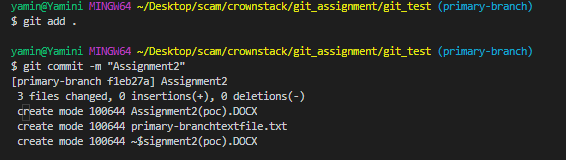 yamin@Yamini MINGW64 ~/Desktop/scam/crownstack/git_assignment/git_test (primary-branch)
$ git add .
yamin@Yamini MINGW64 ~/Desktop/scam/crownstack/git_assignment/git_test (primary-branch)
$ git commit -m "Assignment2"
[primary-branch f1eb27a] Assignment2
3 files changed, 0 insertions(+), 0 deletions(-)
create mode 100644 Assignment2(poc).DOCX
create mode 100644 primary-branchtextfile.txt
create mode 100644 ~$signment2(poc).DOCX